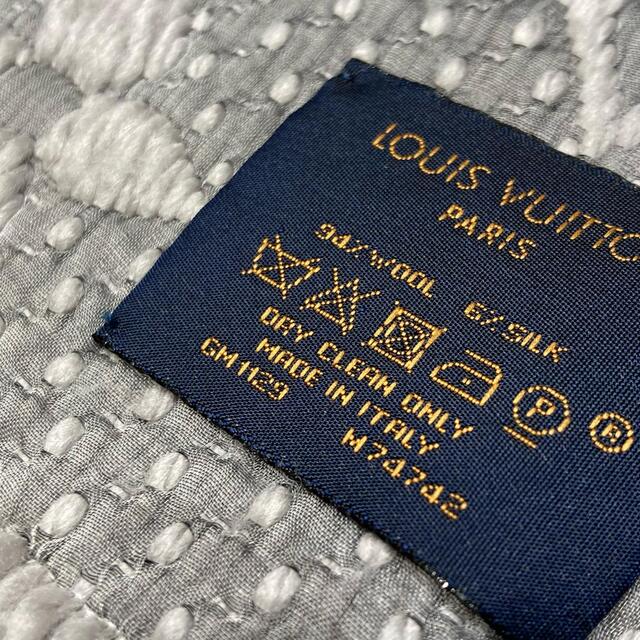 LOUIS VUITTO
PARIS
94%WOOL 6%SILK
P
DRY CLEAN ONLY
MADE IN ITALY
GM1129
M74742